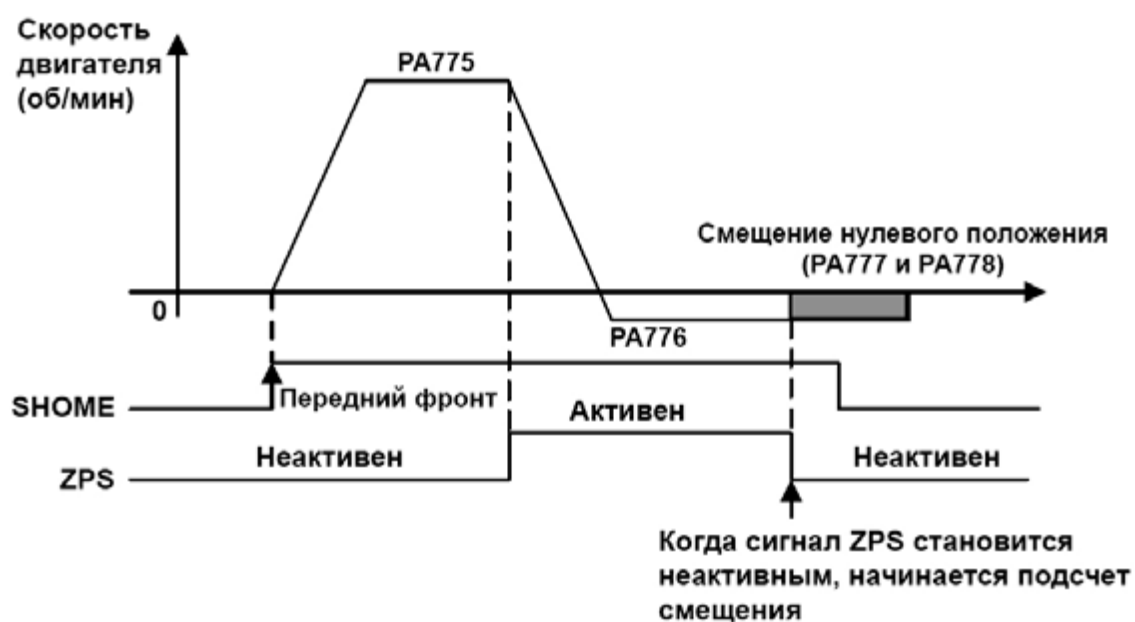 Скорость
двигателя
(об/мин)
PA775
Смещение нулевого положения
(PA777 и PA778)
0
PA776
SHOME
Передний фронт
Активен
Неактивен
Неактивен
ZPS
Когда сигнал ZPS становится
неактивным, начинается подсчет
смещения